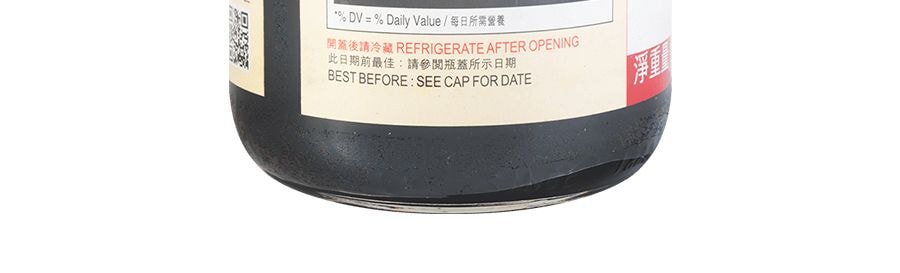 *% DV = % Daily Value / 每日所需營養
開蓋後請冷藏 REFRIGERATE AFTER OPENING
此日期前最佳：請參閱瓶蓋所示日期
BEST BEFORE : SEE CAP FOR DATE
淨重量